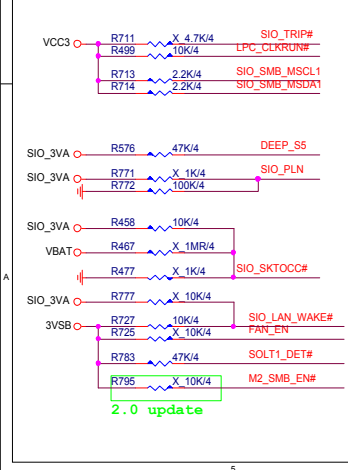 VCC3 R711 X_4.7K/4 SIO_TRIP#
R499 10K/4 LPC_CLKRUN#
R713 2.2K/4 SIO_SMB_MSCL1
R714 2.2K/4 SIO_SMB_MSDA1
SIO_3VA R576 47K/4 DEEP_S5
SIO_3VA R771 X_1K/4 SIO_PLN
R772 100K/4
SIO_3VA R458 10K/4
VBAT R467 X_1MR/4
R477 X_1K/4 SIO_SKTOCC#
SIO_3VA R777 X_10K/4
3VSB R727 10K/4 SIO_LAN_WAKE#
R725 X_10K/4 FAN_EN
R783 47K/4 SOLT1_DET#
R795 X_10K/4 M2_SMB_EN#
2.0 update
A
5